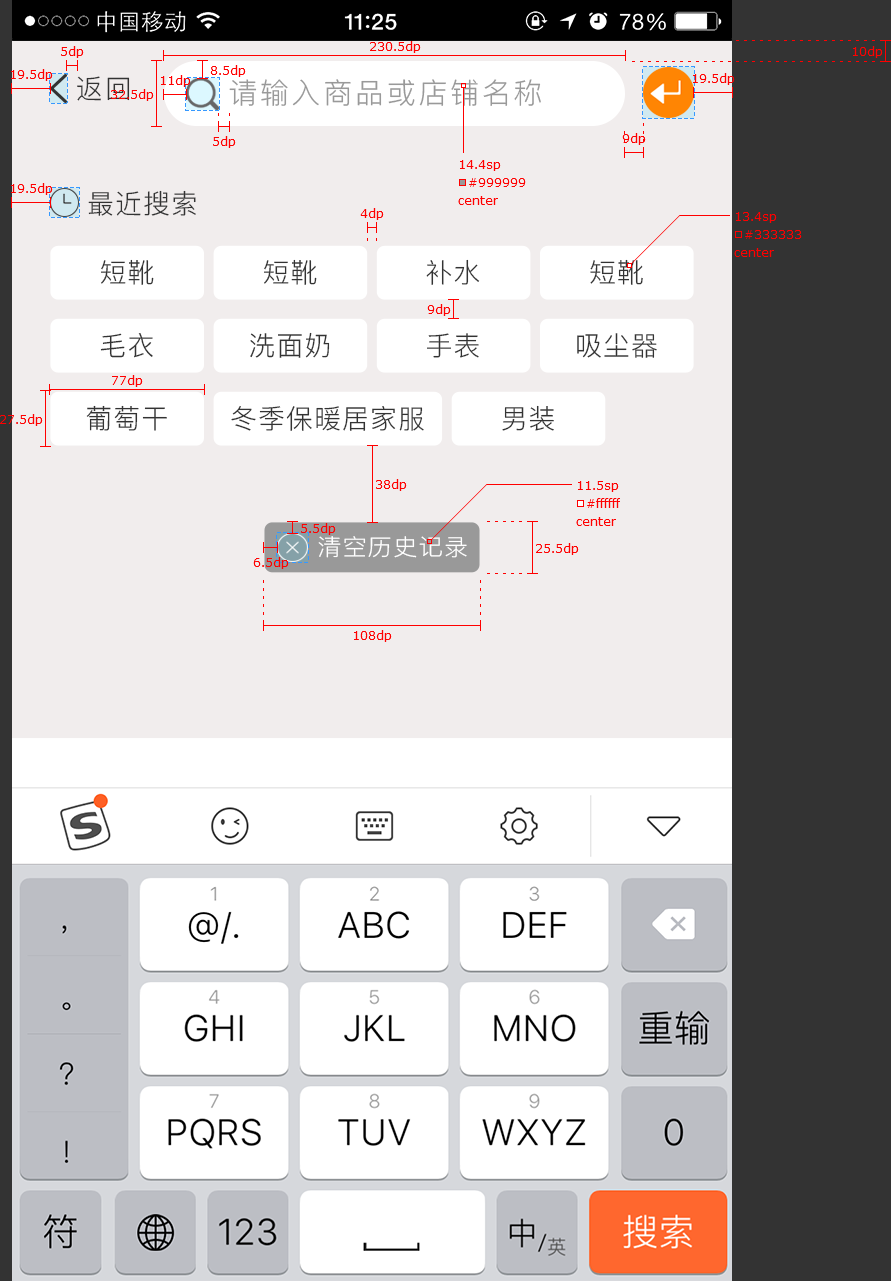 中国移动 11:25 78%
230.5dp
10dp
5dp
8.5dp
19.5dp 返回 32.5dp 11dp 请输入商品或店铺名称 19.5dp
5dp
9dp
14.4sp
#999999
center
19.5dp 最近搜索
4dp
13.4sp
#333333
center
短靴 短靴 补水 短靴
9dp
毛衣 洗面奶 手表 吸尘器
77dp
27.5dp 葡萄干 冬季保暖居家服 男装
38dp
11.5sp
#ffffff
center
5.5dp
清空历史记录
25.5dp
6.5dp
108dp
S
, 1 2 3
@/. ABC DEF
。 4 5 6
GHI JKL MNO 重输
?
7 8 9
! PQRS TUV WXYZ 0
符 123 中/英 搜索